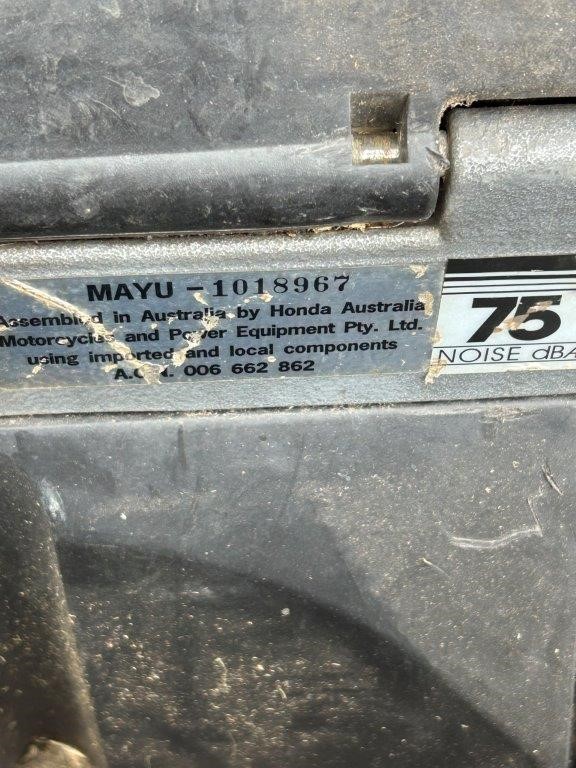 MAYU - 1018967
Assembled in Australia by Honda Australia
Motorcycles and Power Equipment Pty. Ltd.
using imported and local components
A.C.N. 006 662 862
75
NOISE dBA